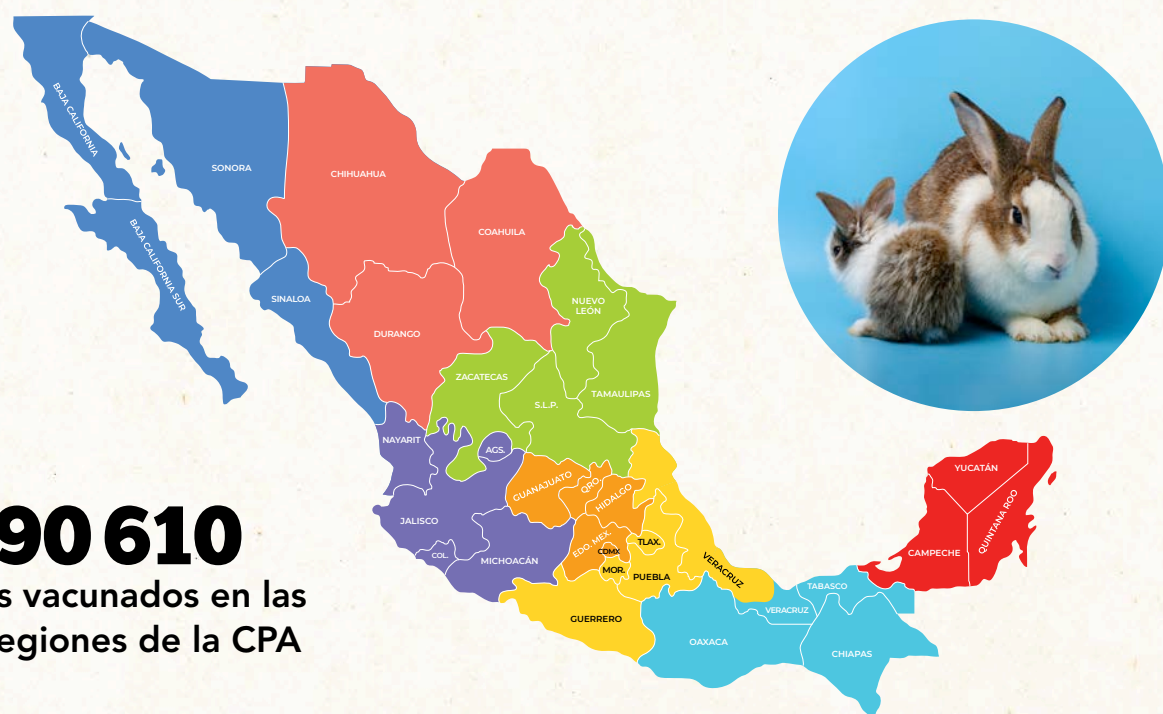 BAJA CALIFORNIA
SONORA
CHIHUAHUA
COAHUILA
BAJA CALIFORNIA SUR
SINALOA
NUEVO
LEÓN
DURANGO
ZACATECAS
S.L.P.
TAMAULIPAS
NAYARIT
AGS.
GUANAJUATO
QRO.
HIDALGO
JALISCO
COL.
MICHOACÁN
EDO. MEX.
CDMX
TLAX.
MOR.
PUEBLA
VERACRUZ
GUERRERO
OAXACA
VERACRUZ
TABASCO
CHIAPAS
YUCATÁN
QUINTANA ROO
CAMPECHE
90 610
s vacunados en las
egiones de la CPA